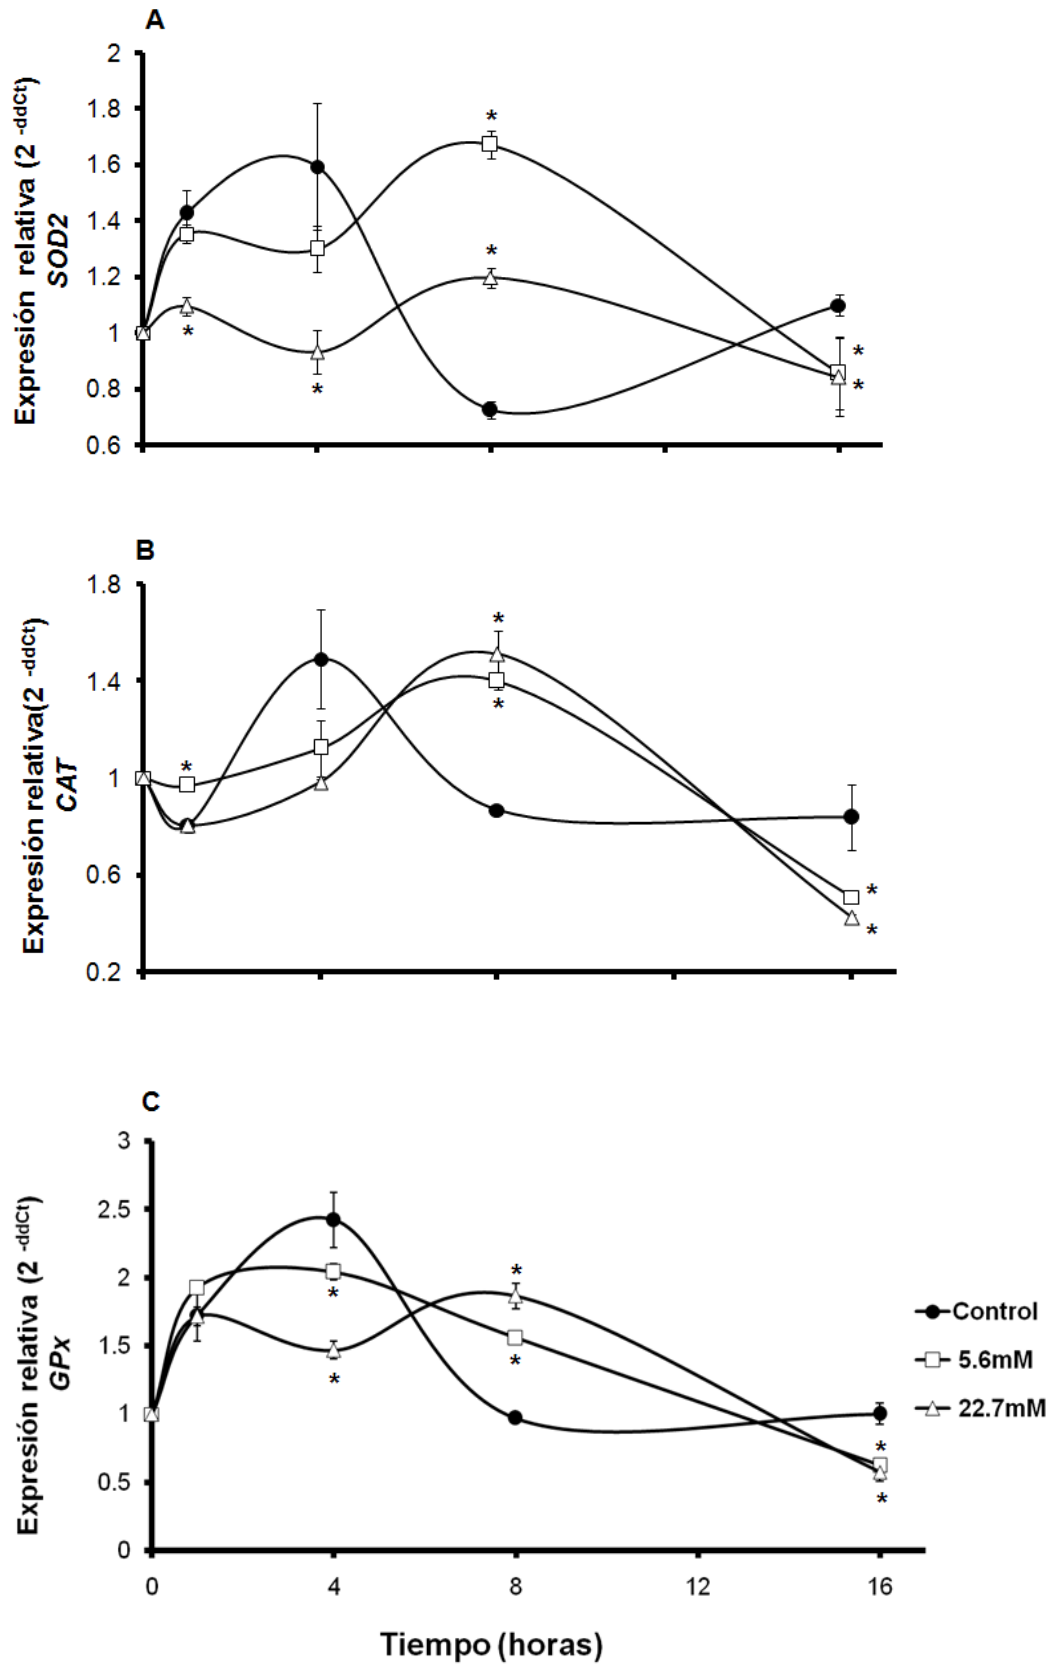 A
Expresión relativa (2 -ddCt)
SOD2
2
1.8
1.6
1.4
1.2
1
0.8
0.6
*
*
*
*
*
*
B
Expresión relativa(2 -ddCt)
CAT
1.8
1.4
1
0.6
0.2
*
*
*
*
*
C
Expresión relativa (2 -ddCt)
GPx
3
2.5
2
1.5
1
0.5
0
*
*
*
*
*
*
Control
5.6mM
22.7mM
0 4 8 12 16
Tiempo (horas)